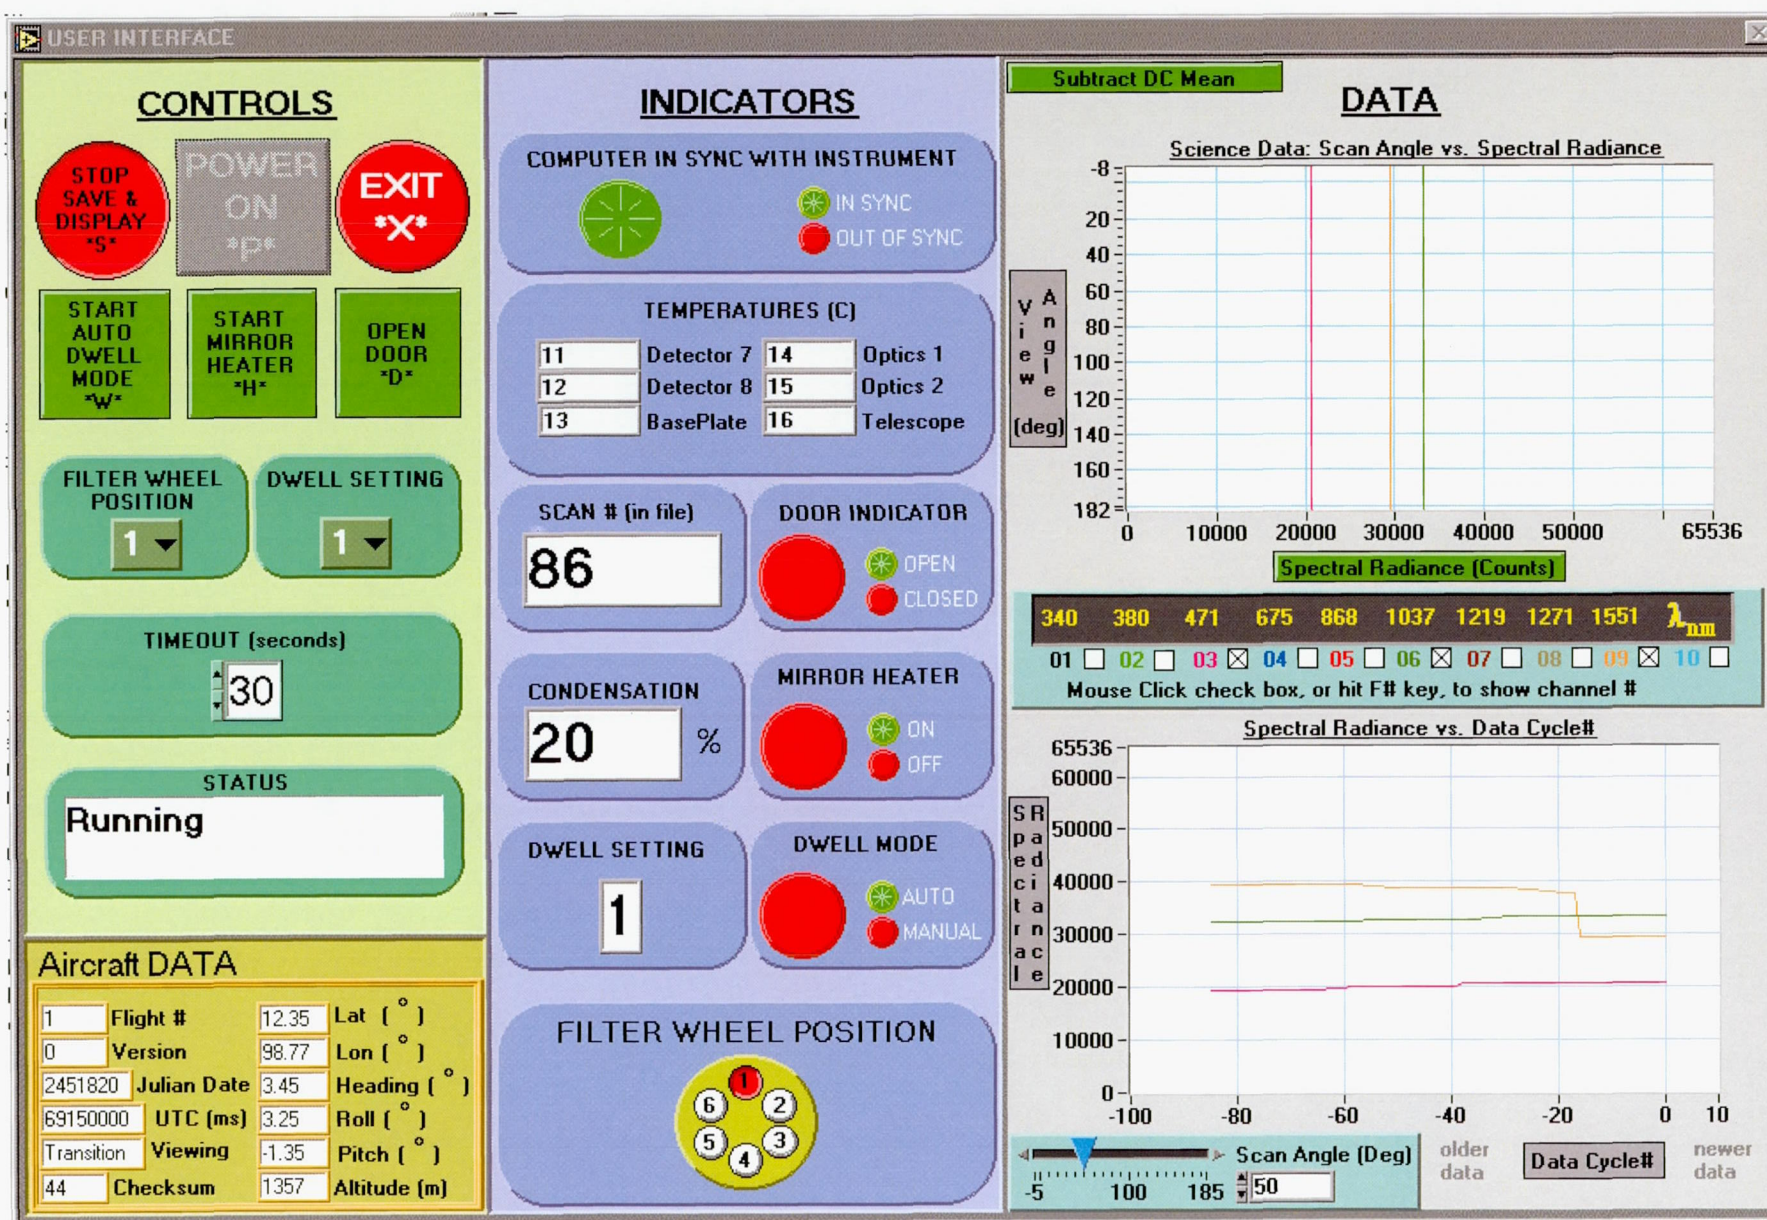 USER INTERFACE
CONTROLS
STOP
SAVE &
DISPLAY
*S*
POWER
ON
*P*
EXIT
*X*
START
AUTO
DWELL
MODE
*W*
START
MIRROR
HEATER
*H*
OPEN
DOOR
*D*
FILTER WHEEL
POSITION
1
DWELL SETTING
1
TIMEOUT (seconds)
30
STATUS
Running
Aircraft DATA
1 Flight # 12.35 Lat ( ° )
0 Version 98.77 Lon ( ° )
2451820 Julian Date 3.45 Heading ( ° )
69150000 UTC (ms) 3.25 Roll ( ° )
Transition Viewing -1.35 Pitch ( ° )
44 Checksum 1357 Altitude (m)
INDICATORS
COMPUTER IN SYNC WITH INSTRUMENT
IN SYNC
OUT OF SYNC
TEMPERATURES (C)
11 Detector 7 14 Optics 1
12 Detector 8 15 Optics 2
13 BasePlate 16 Telescope
SCAN # (in file)
86
DOOR INDICATOR
OPEN
CLOSED
CONDENSATION
20 %
MIRROR HEATER
ON
OFF
DWELL SETTING
1
DWELL MODE
AUTO
MANUAL
FILTER WHEEL POSITION
1
6 2
5 3
4
Subtract DC Mean
DATA
Science Data: Scan Angle vs. Spectral Radiance
View Angle (deg)
-8
20
40
60
80
100
120
140
160
182
0 10000 20000 30000 40000 50000 65536
Spectral Radiance (Counts)
340 380 471 675 868 1037 1219 1271 1551 λnm
01 02 03 04 05 06 07 08 09 10
Mouse Click check box, or hit F# key, to show channel #
Spectral Radiance vs. Data Cycle#
Spectrarl Radciatnace
65536
60000
50000
40000
30000
20000
10000
0
-100 -80 -60 -40 -20 0 10
Scan Angle (Deg)
-5 100 185
50
older
data
Data Cycle#
newer
data